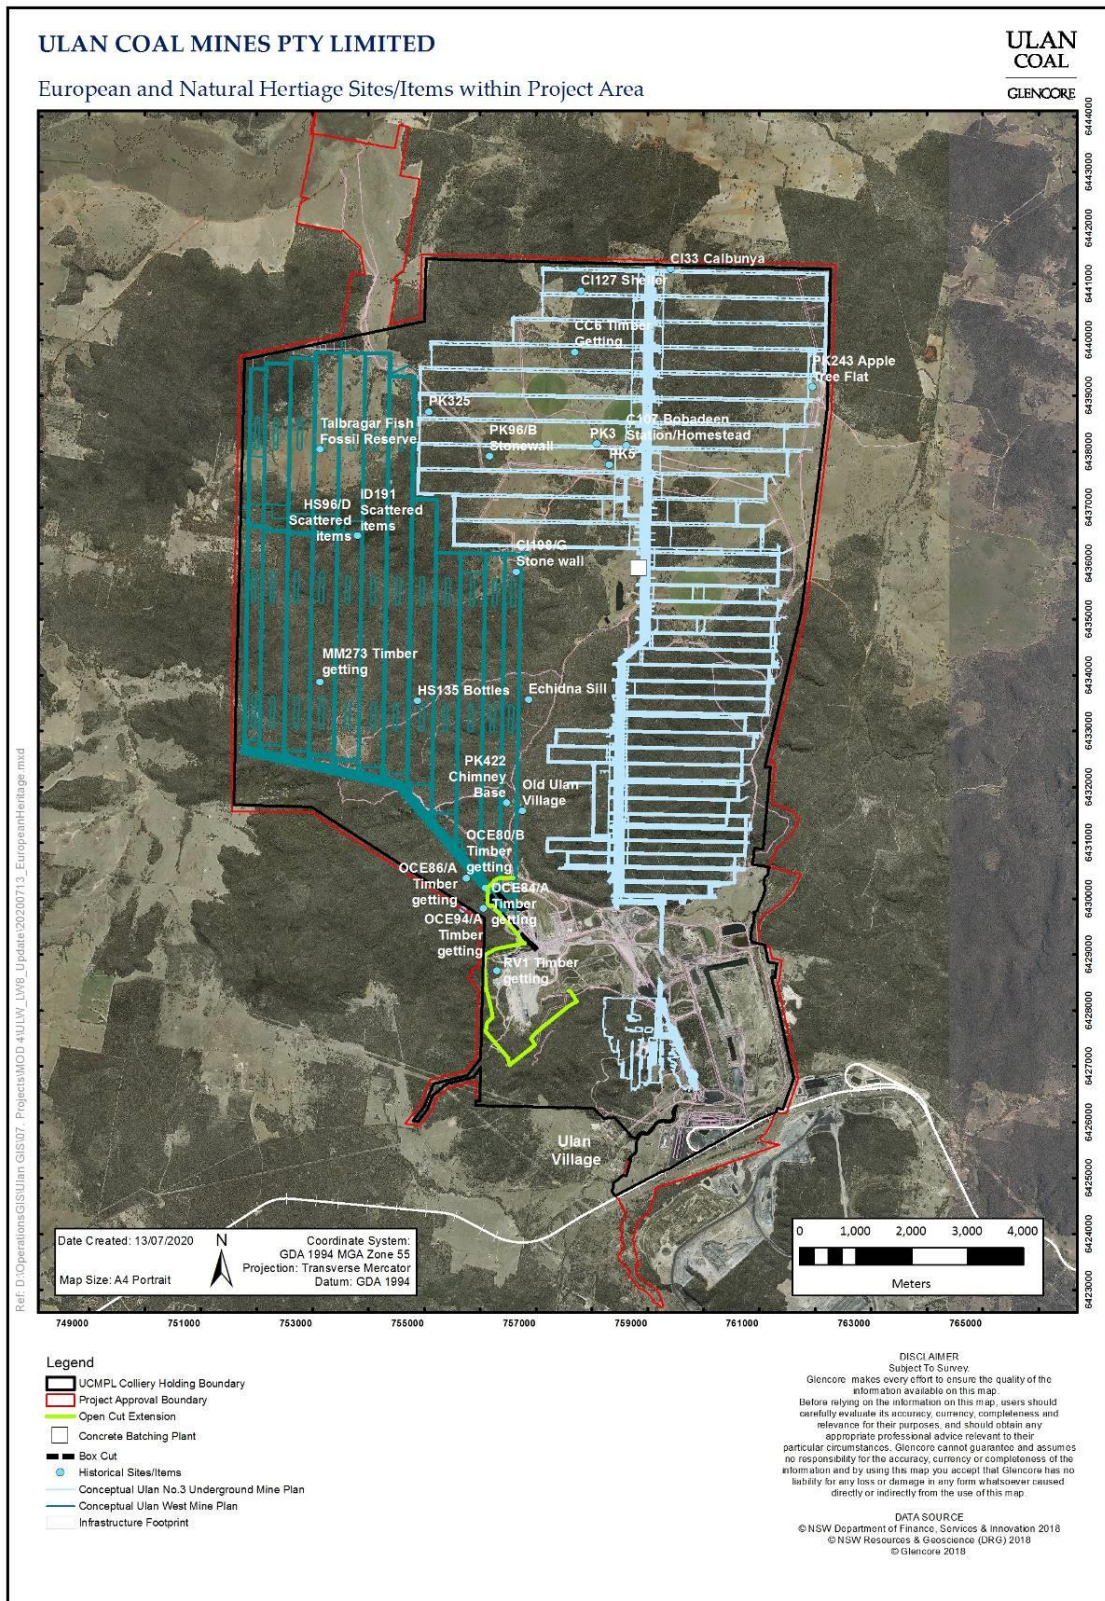 ULAN COAL MINES PTY LIMITED
European and Natural Hertiage Sites/Items within Project Area
ULAN
COAL
GLENCORE
CI33 Calbunya
CI127 Shelter
CC6 Timber
Getting
PK243 Apple
Tree Flat
PK325
Talbragar Fish
Fossil Reserve
PK96/B
Stonewall
PK3
C107 Bobadeen
Station/Homestead
PK5
HS96/D
Scattered
items
ID191
Scattered
items
CI198/G
Stone wall
MM273 Timber
getting
HS135 Bottles
Echidna Sill
PK422
Chimney
Base
Old Ulan
Village
OCE80/B
Timber
getting
OCE86/A
Timber
getting
OCE84/A
Timber
getting
OCE94/A
Timber
getting
RV1 Timber
getting
Ulan
Village
6444000
6443000
6442000
6441000
6440000
6439000
6438000
6437000
6436000
6435000
6434000
6433000
6432000
6431000
6430000
6429000
6428000
6427000
6426000
6425000
6424000
6423000
Date Created: 13/07/2020
Map Size: A4 Portrait
N
Coordinate System:
GDA 1994 MGA Zone 55
Projection: Transverse Mercator
Datum: GDA 1994
0 1,000 2,000 3,000 4,000
Meters
749000 751000 753000 755000 757000 759000 761000 763000 765000
Ref: D:\OperationsGIS\Ulan GIS\07. Projects\MOD 4\ULW_LW8_Update\20200713_EuropeanHeritage.mxd
Legend
UCMPL Colliery Holding Boundary
Project Approval Boundary
Open Cut Extension
Concrete Batching Plant
Box Cut
Historical Sites/Items
Conceptual Ulan No.3 Underground Mine Plan
Conceptual Ulan West Mine Plan
Infrastructure Footprint
DISCLAIMER
Subject To Survey.
Glencore makes every effort to ensure the quality of the
information available on this map.
Before relying on the information on this map, users should
carefully evaluate its accuracy, currency, completeness and
relevance for their purposes, and should obtain any
appropriate professional advice relevant to their
particular circumstances. Glencore cannot guarantee and assumes
no responsibility for the accuracy, currency or completeness of the
information and by using this map you accept that Glencore has no
liability for any loss or damage in any form whatsoever caused
directly or indirectly from the use of this map.
DATA SOURCE
© NSW Department of Finance, Services & Innovation 2018
© NSW Resources & Geoscience (DRG) 2018
© Glencore 2018